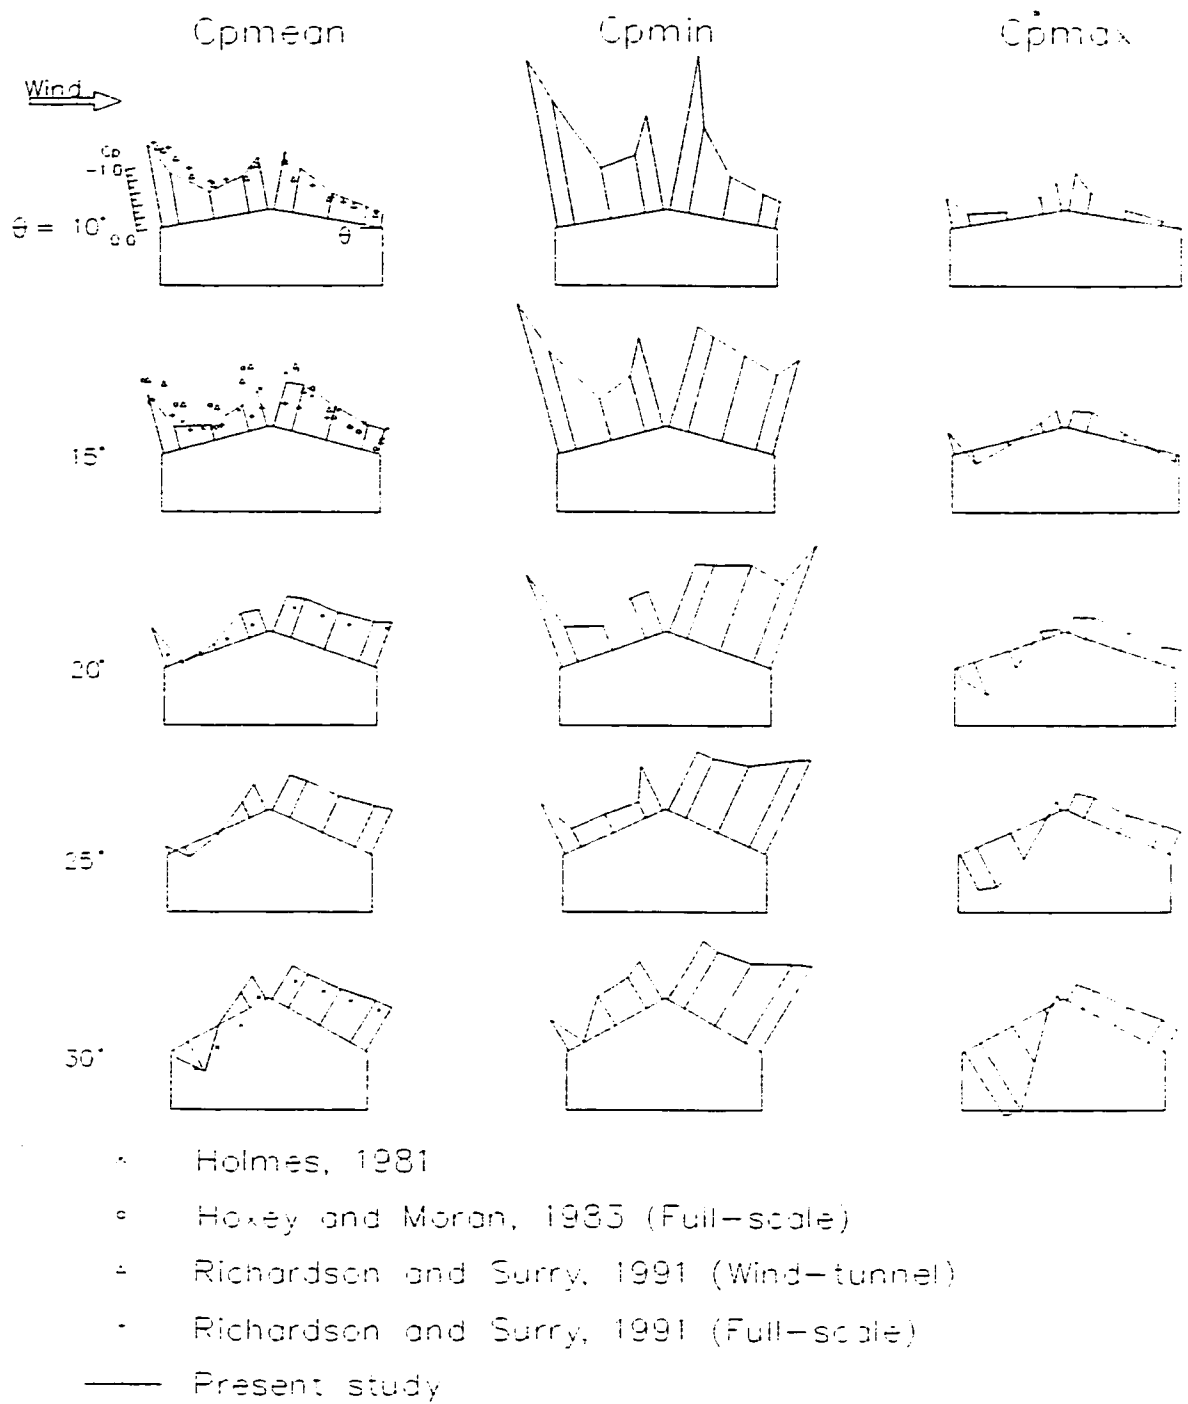 Cpmean Cpmin Cpmax
Wind
Cp
-1.0
θ = 10° 0.0 θ
15°
20°
25°
30°
Holmes, 1981
Hoxey and Moran, 1983 (Full-scale)
Richardson and Surry, 1991 (Wind-tunnel)
Richardson and Surry, 1991 (Full-scale)
Present study